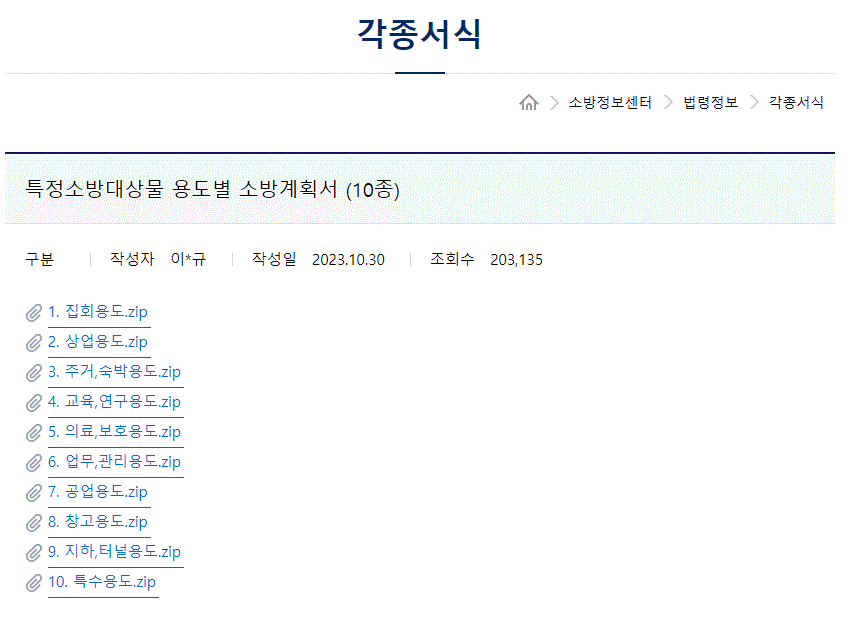 각종서식
소방정보센터 > 법령정보 > 각종서식
특정소방대상물 용도별 소방계획서 (10종)
구분 | 작성자 이*규 | 작성일 2023.10.30 | 조회수 203,135
1. 집회용도.zip
2. 상업용도.zip
3. 주거,숙박용도.zip
4. 교육,연구용도.zip
5. 의료,보호용도.zip
6. 업무,관리용도.zip
7. 공업용도.zip
8. 창고용도.zip
9. 지하,터널용도.zip
10. 특수용도.zip